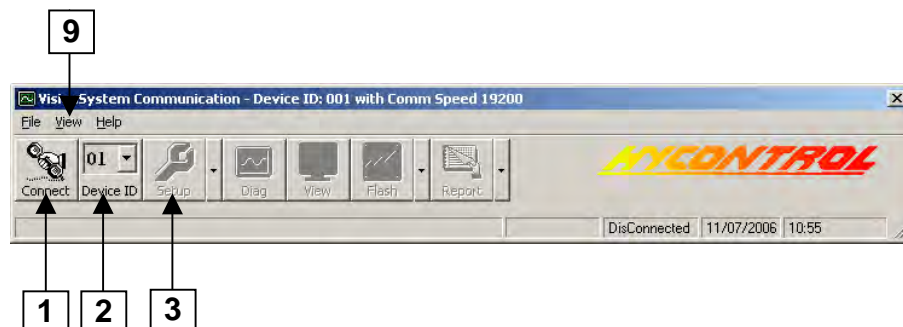 9
Vision System Communication - Device ID: 001 with Comm Speed 19200
File View Help
01
Connect Device ID Setup Diag View Flash Report
HYCONTROL
DisConnected 11/07/2006 10:55
1 2 3